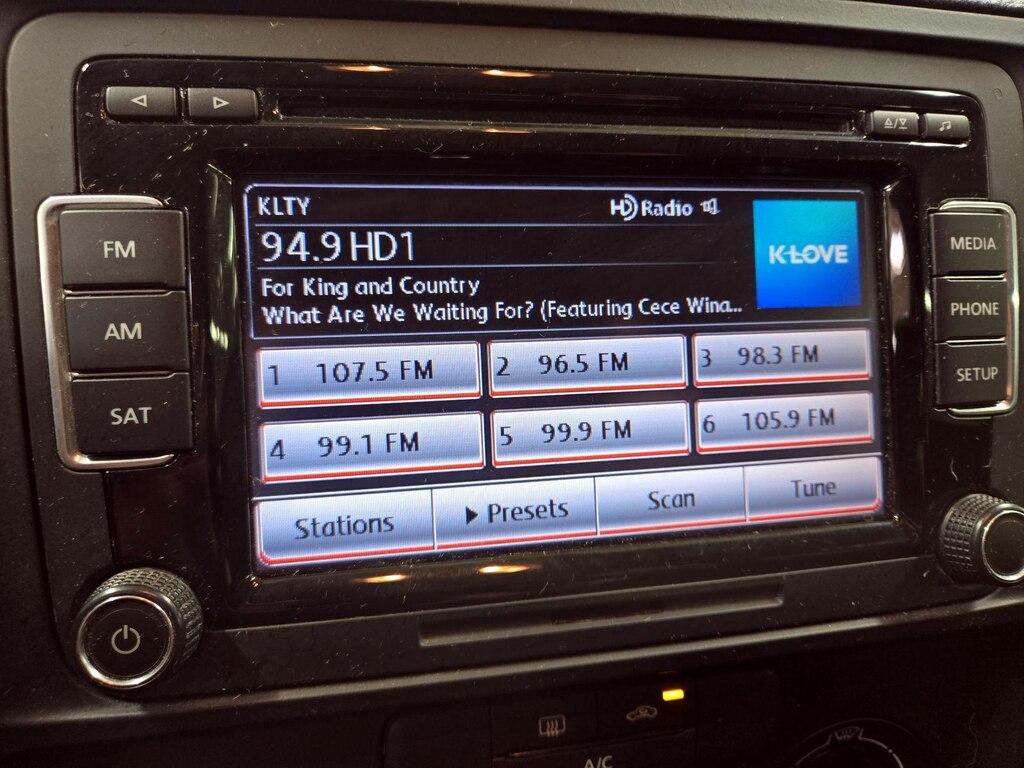 KLTY
HD Radio
94.9 HD1
For King and Country
What Are We Waiting For? (Featuring Cece Wina...
K-LOVE
1 107.5 FM
2 96.5 FM
3 98.3 FM
4 99.1 FM
5 99.9 FM
6 105.9 FM
Stations
Presets
Scan
Tune
FM
AM
SAT
MEDIA
PHONE
SETUP
A/C